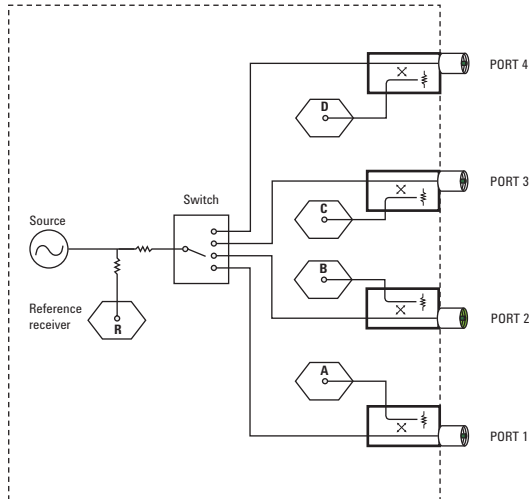 PORT 4
D
PORT 3
Switch
C
Source
B
Reference
receiver
R
PORT 2
A
PORT 1